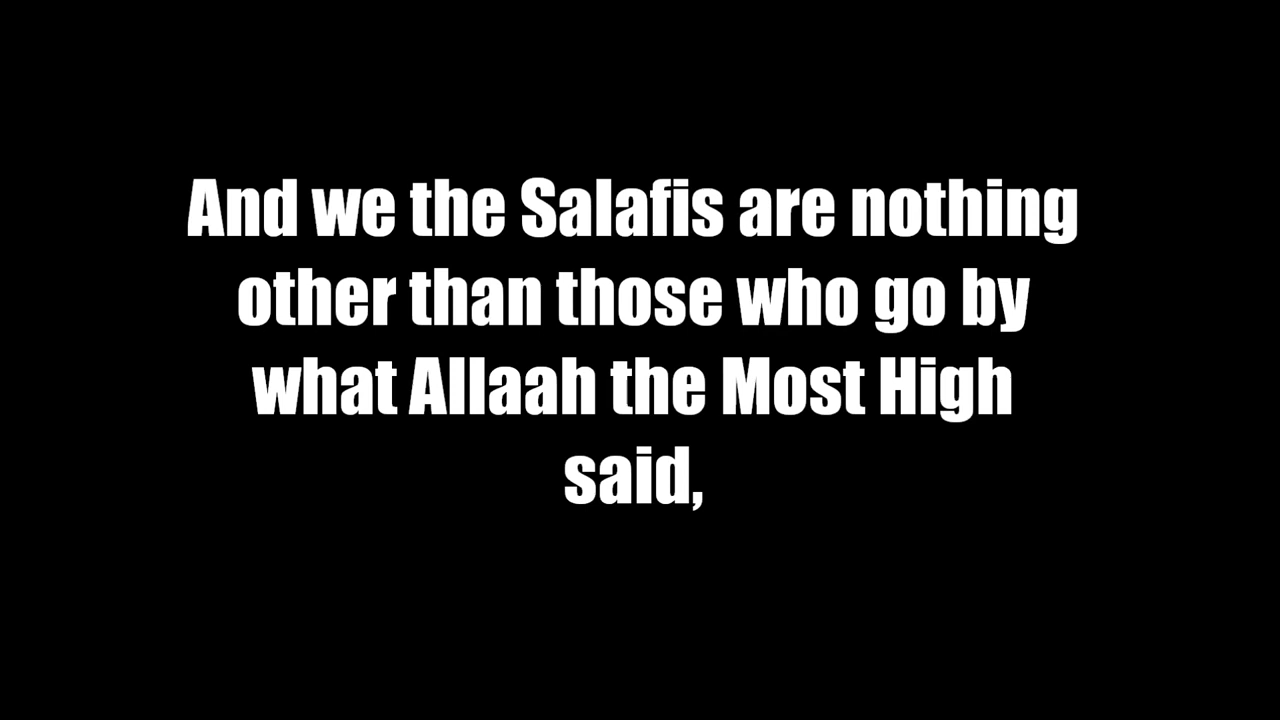 And we the Salafis are nothing
other than those who go by
what Allaah the Most High
said,